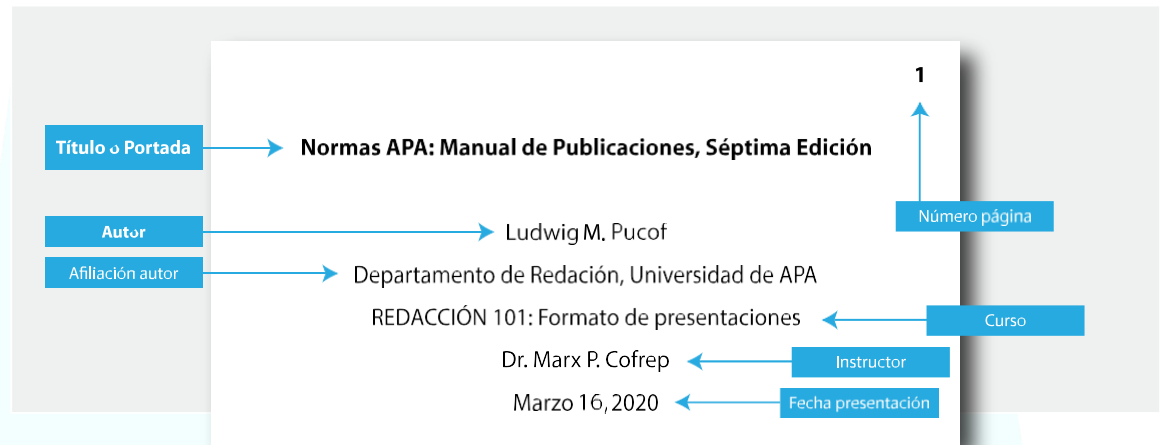 1
Título o Portada
Normas APA: Manual de Publicaciones, Séptima Edición
Número página
Autor
Ludwig M. Pucof
Afiliación autor
Departamento de Redación, Universidad de APA
REDACCIÓN 101: Formato de presentaciones
Curso
Dr. Marx P. Cofrep
Instructor
Marzo 16, 2020
Fecha presentación